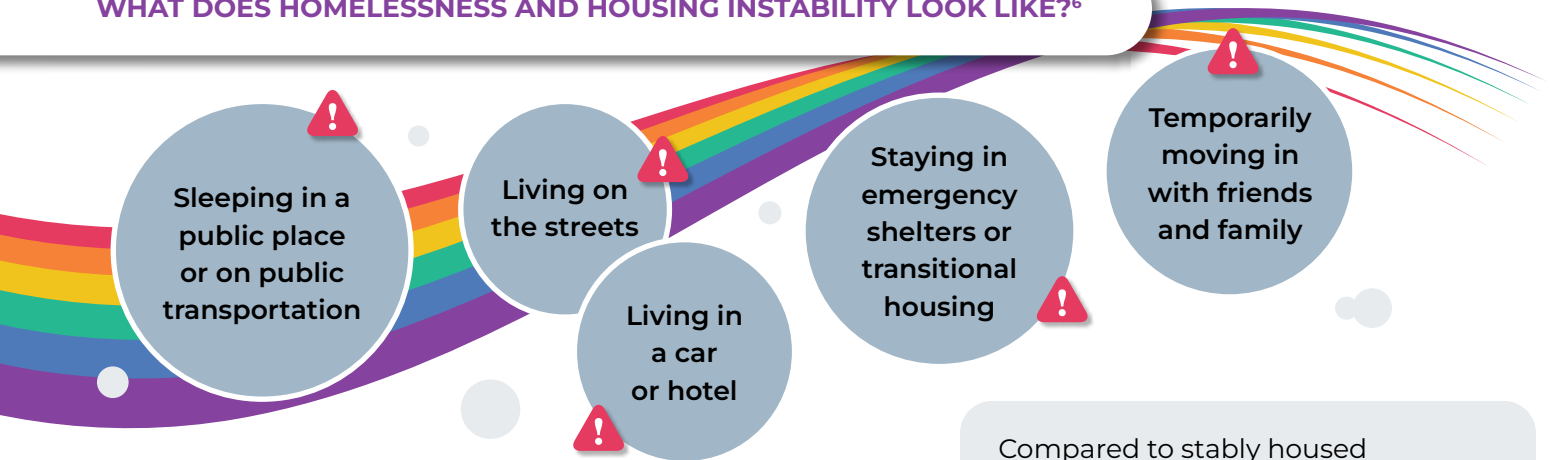 WHAT DOES HOMELESSNESS AND HOUSING INSTABILITY LOOK LIKE?⁶
Sleeping in a
public place
or on public
transportation
Living on
the streets
Living in
a car
or hotel
Staying in
emergency
shelters or
transitional
housing
Temporarily
moving in
with friends
and family
Compared to stably housed